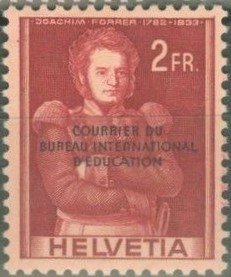 JOACHIM FORRER · 1782-1833
2 FR.
COURRIER DU
BUREAU INTERNATIONAL
D'EDUCATION
HELVETIA